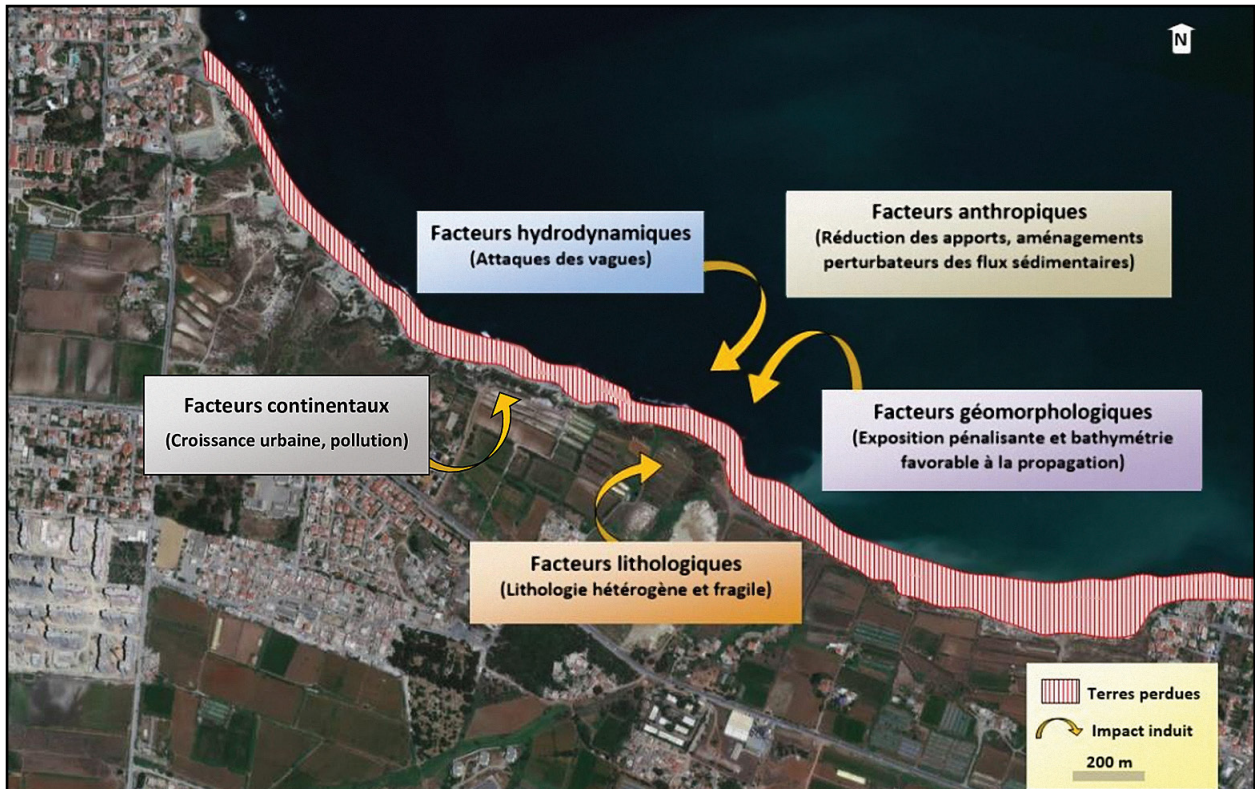 N
Facteurs anthropiques
(Réduction des apports, aménagements
perturbateurs des flux sédimentaires)
Facteurs hydrodynamiques
(Attaques des vagues)
Facteurs continentaux
(Croissance urbaine, pollution)
Facteurs géomorphologiques
(Exposition pénalisante et bathymétrie
favorable à la propagation)
Facteurs lithologiques
(Lithologie hétérogène et fragile)
Terres perdues
Impact induit
200 m